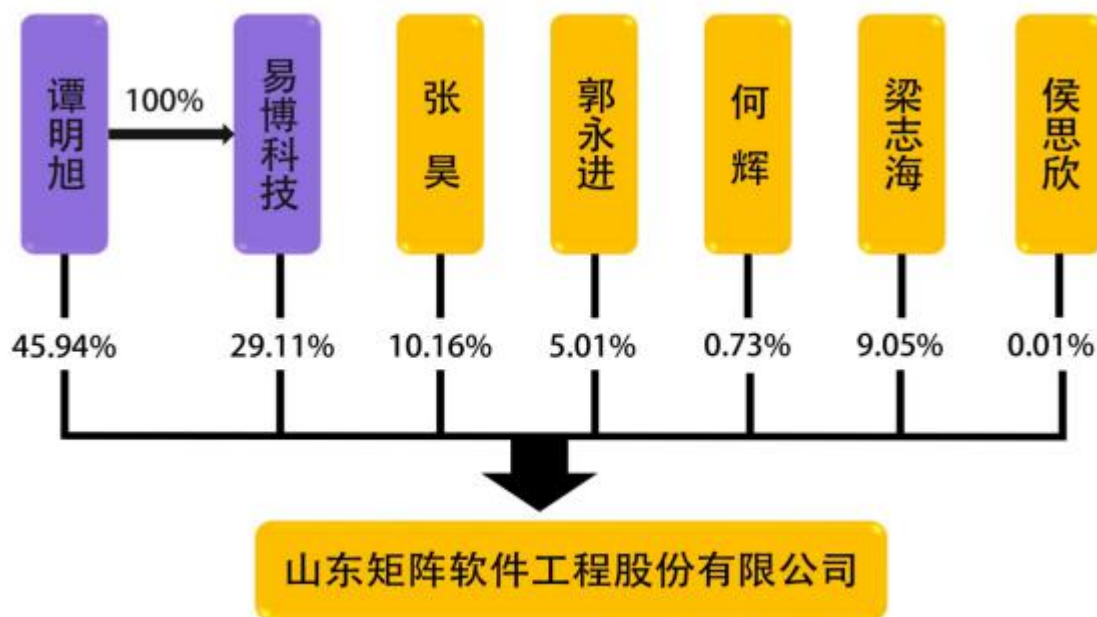 谭明旭
100%
易博科技
张昊
郭永进
何辉
梁志海
侯思欣
45.94%
29.11%
10.16%
5.01%
0.73%
9.05%
0.01%
山东矩阵软件工程股份有限公司